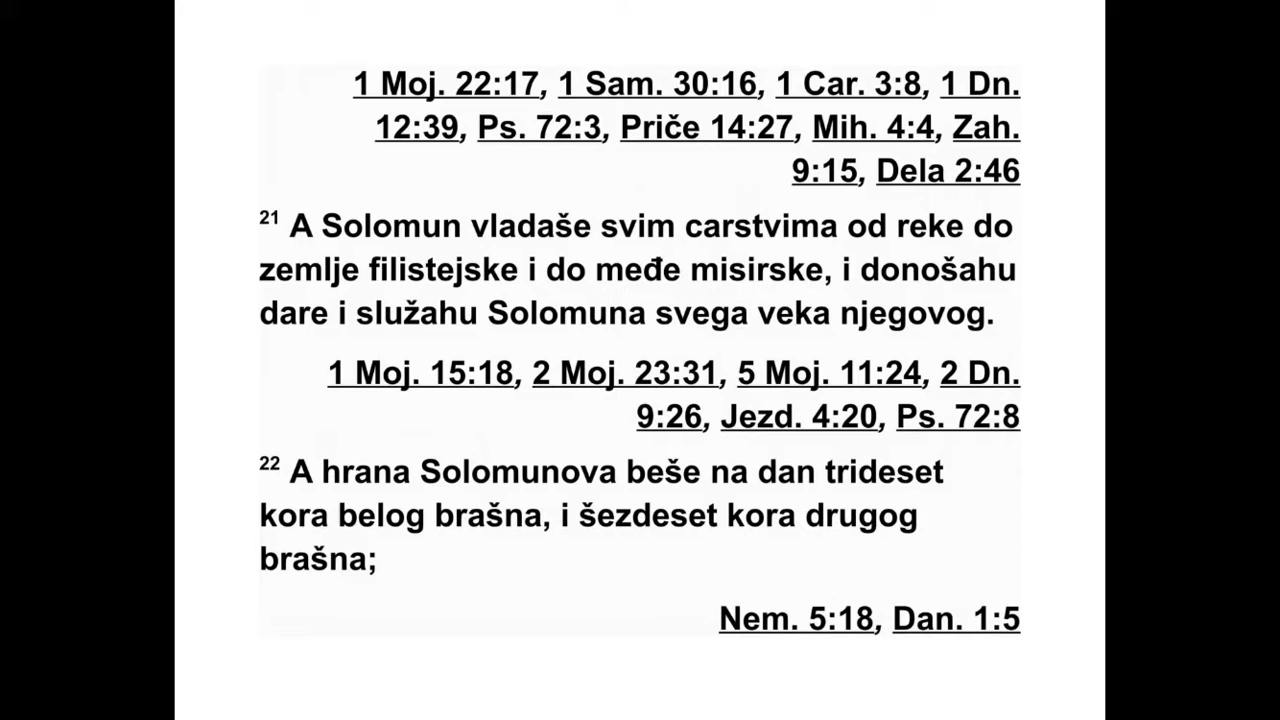 1 Moj. 22:17, 1 Sam. 30:16, 1 Car. 3:8, 1 Dn.
12:39, Ps. 72:3, Priče 14:27, Mih. 4:4, Zah.
9:15, Dela 2:46
21 A Solomun vladaše svim carstvima od reke do
zemlje filistejske i do međe misirske, i donošahu
dare i služahu Solomuna svega veka njegovog.
1 Moj. 15:18, 2 Moj. 23:31, 5 Moj. 11:24, 2 Dn.
9:26, Jezd. 4:20, Ps. 72:8
22 A hrana Solomunova beše na dan trideset
kora belog brašna, i šezdeset kora drugog
brašna;
Nem. 5:18, Dan. 1:5